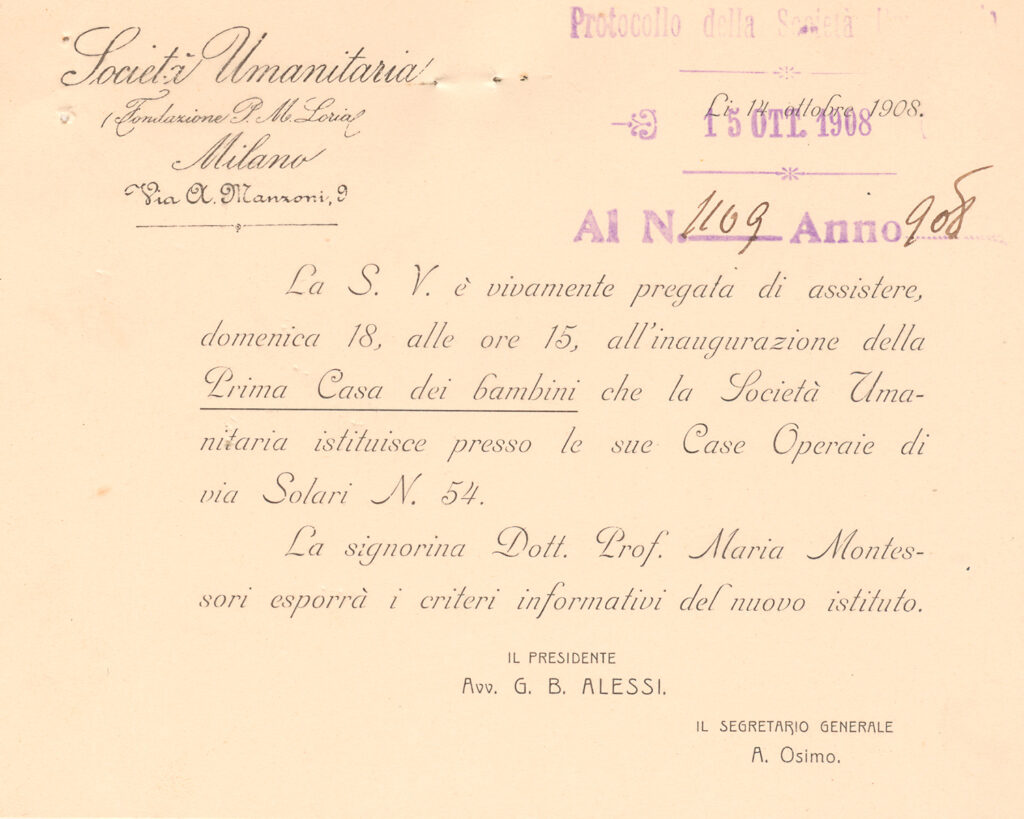 Società Umanitaria
(Fondazione P. M. Loria)
Milano
Via A. Manzoni, 9
Protocollo della Società
Li 14 ottobre 1908.
15 OTT. 1908
Al N. 1109 Anno 908
La S. V. è vivamente pregata di assistere,
domenica 18, alle ore 15, all'inaugurazione della
Prima Casa dei bambini che la Società Uma-
nitaria istituisce presso le sue Case Operaie di
via Solari N. 54.
La signorina Dott. Prof. Maria Montes-
sori esporrà i criteri informativi del nuovo istituto.
IL PRESIDENTE
Avv. G. B. ALESSI.
IL SEGRETARIO GENERALE
A. Osimo.